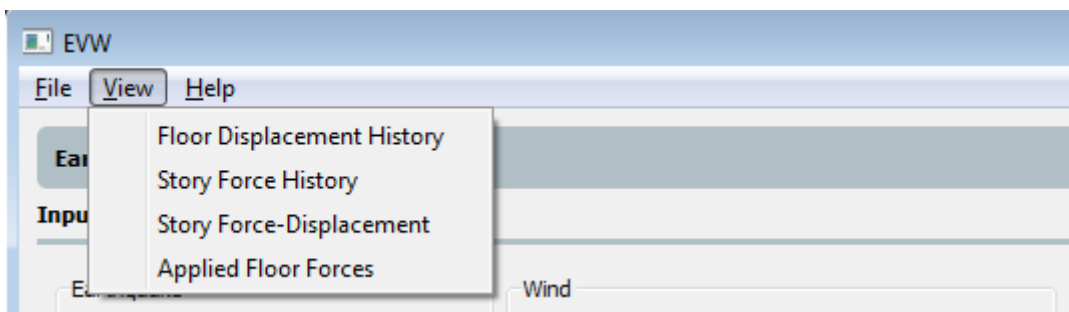 EVW
File View Help
Floor Displacement History
Story Force History
Story Force-Displacement
Applied Floor Forces
Wind